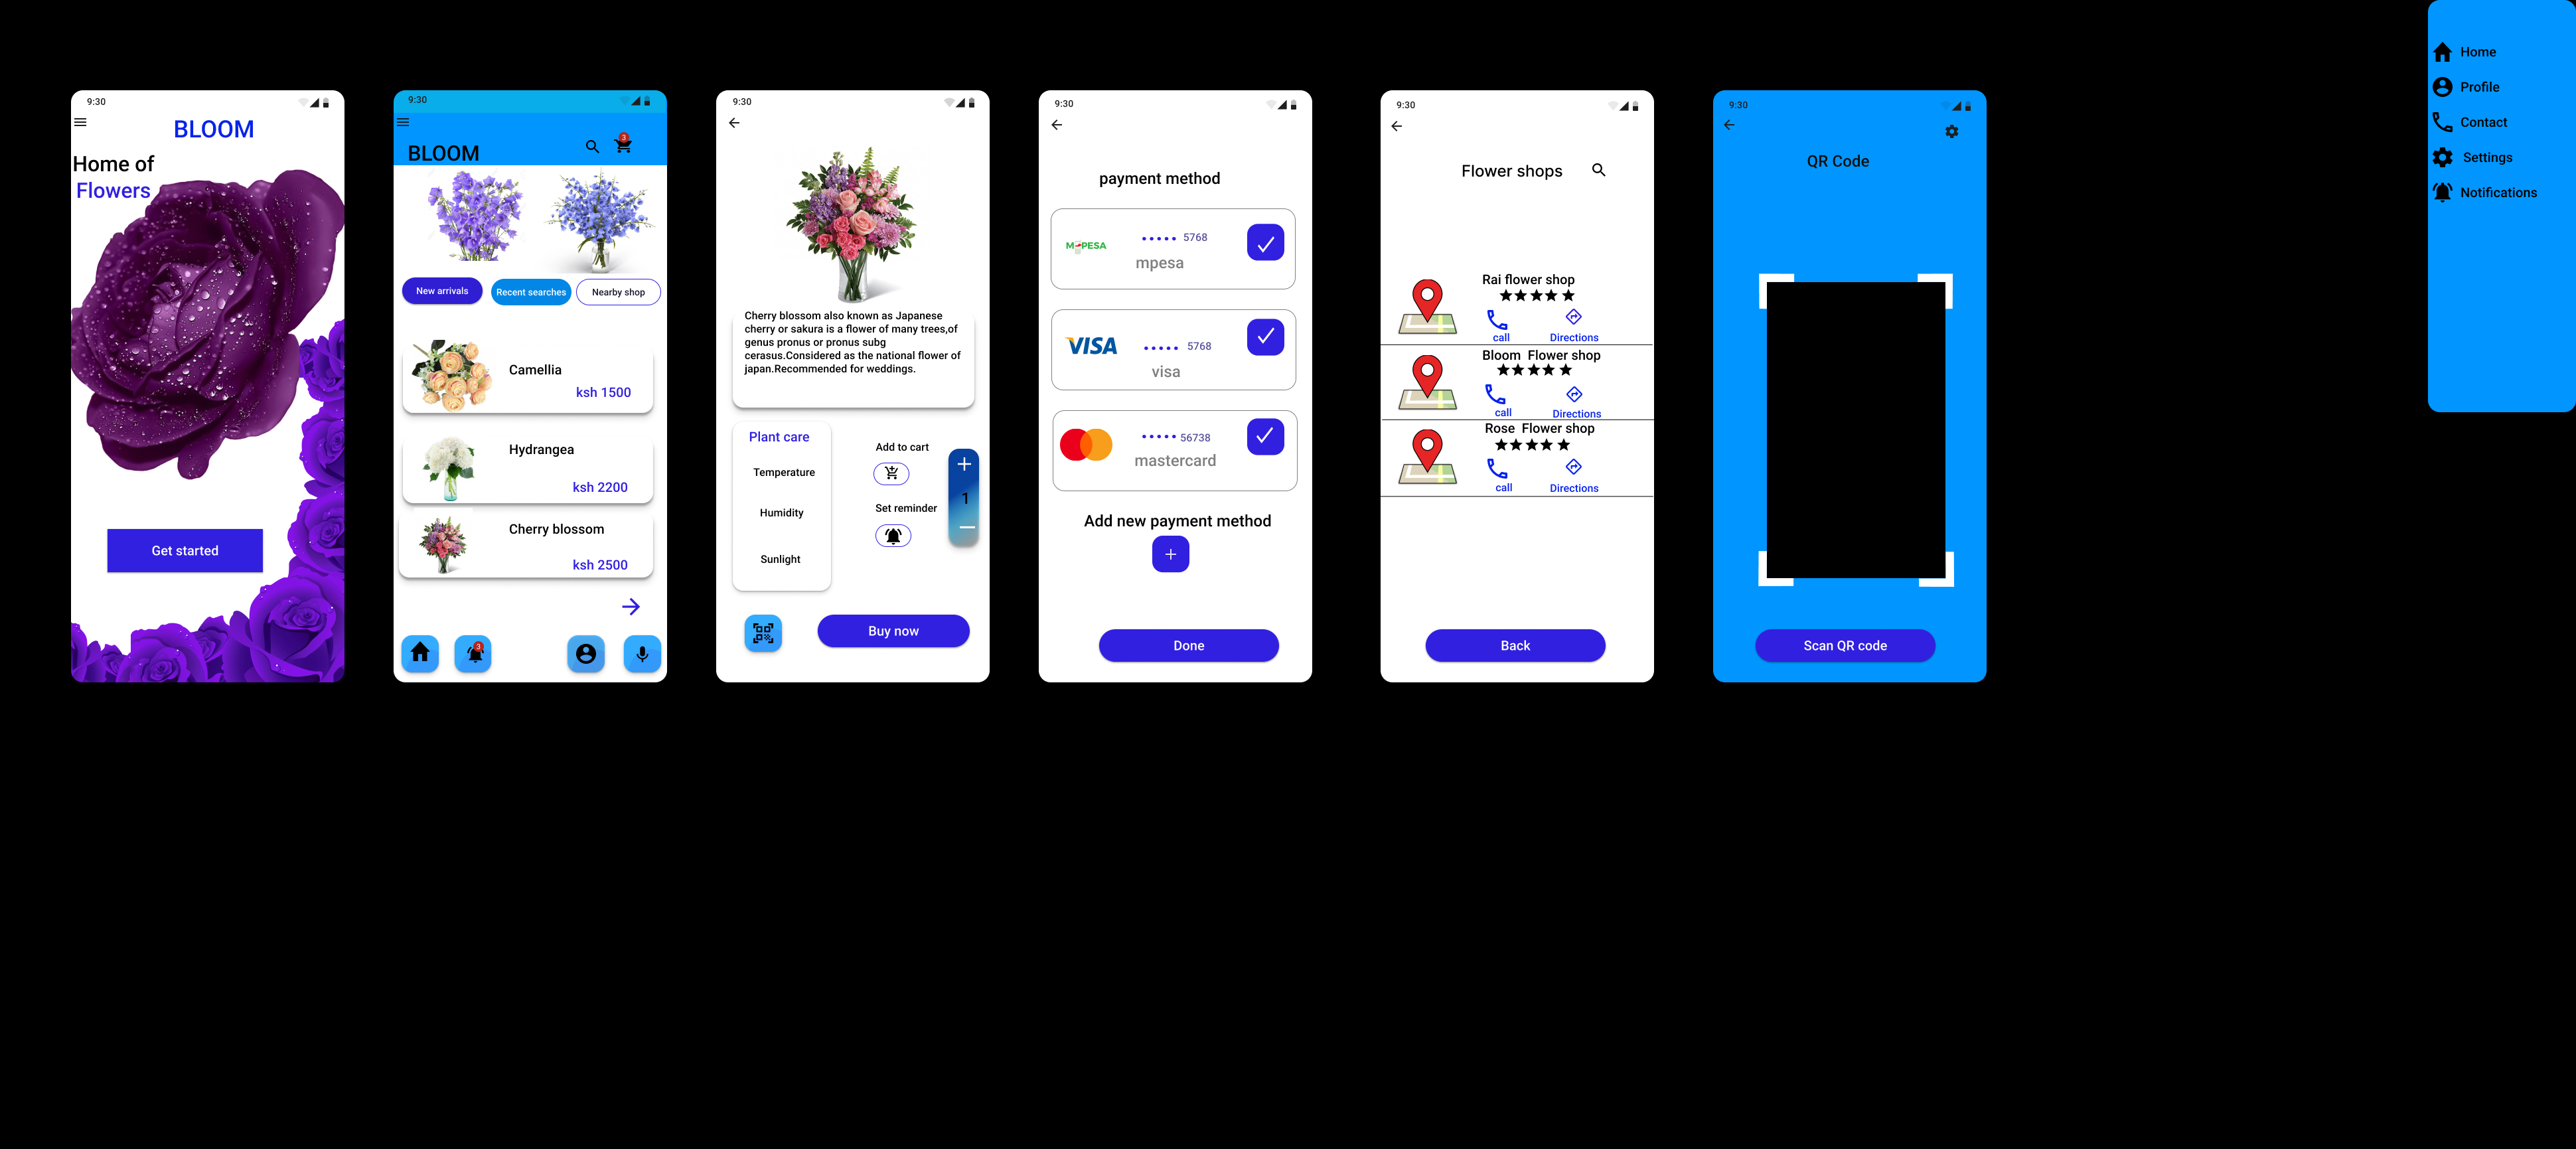 9:30
BLOOM
Home of
Flowers
Get started
9:30
BLOOM
3
New arrivals
Recent searches
Nearby shop
Camellia
ksh 1500
Hydrangea
ksh 2200
Cherry blossom
ksh 2500
3
9:30
Cherry blossom also known as Japanese
cherry or sakura is a flower of many trees,of
genus pronus or pronus subg
cerasus.Considered as the national flower of
japan.Recommended for weddings.
Plant care
Temperature
Humidity
Sunlight
Add to cart
Set reminder
1
Buy now
9:30
payment method
M-PESA
••••• 5768
mpesa
VISA
••••• 5768
visa
••••• 56738
mastercard
Add new payment method
Done
9:30
Flower shops
Rai flower shop
call
Directions
Bloom Flower shop
call
Directions
Rose Flower shop
call
Directions
Back
9:30
QR Code
Scan QR code
Home
Profile
Contact
Settings
Notifications